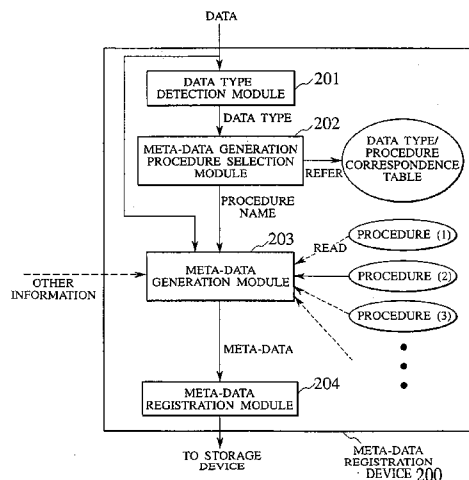 DATA
DATA TYPE
DETECTION MODULE
201
DATA TYPE
202
META-DATA GENERATION
PROCEDURE SELECTION
MODULE
REFER
DATA TYPE/
PROCEDURE
CORRESPONDENCE
TABLE
PROCEDURE
NAME
203
READ
PROCEDURE (1)
OTHER
INFORMATION
META-DATA
GENERATION MODULE
PROCEDURE (2)
PROCEDURE (3)
META-DATA
META-DATA
REGISTRATION MODULE
204
TO STORAGE
DEVICE
META-DATA
REGISTRATION
DEVICE 200